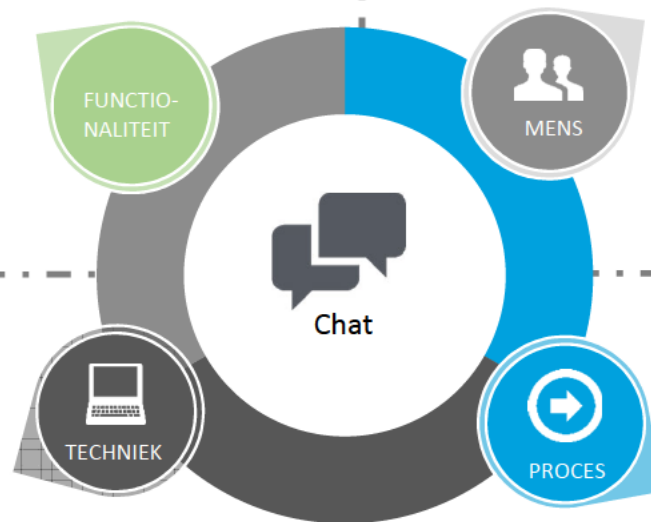 FUNCTIO-
NALITEIT
MENS
Chat
TECHNIEK
PROCES